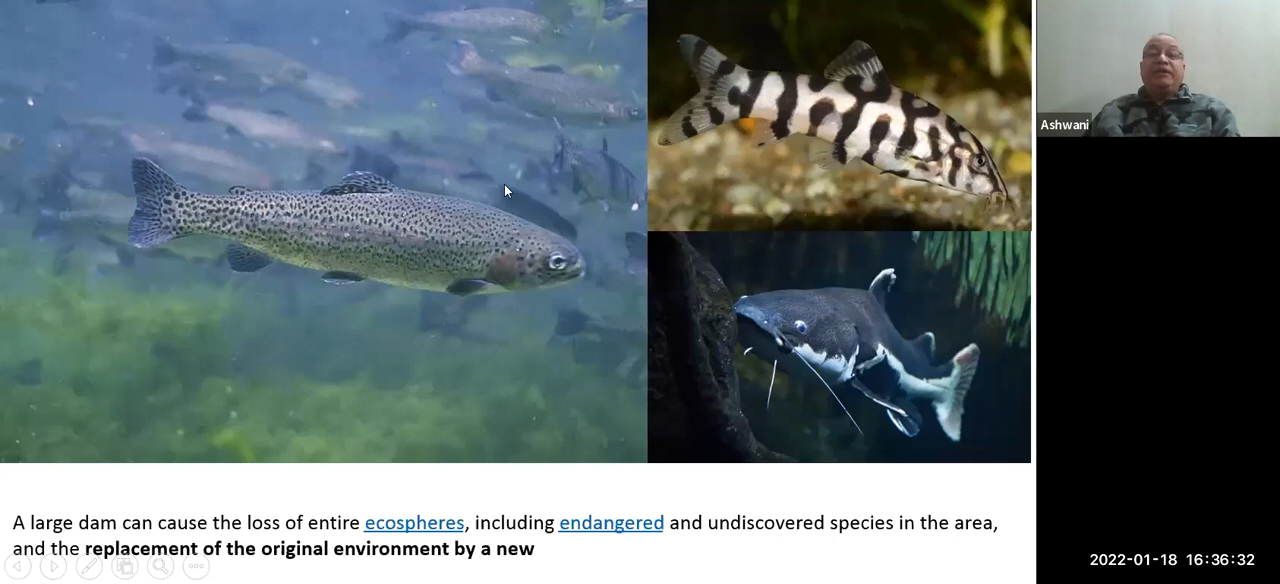 Ashwani
A large dam can cause the loss of entire ecospheres, including endangered and undiscovered species in the area,
and the replacement of the original environment by a new
2022-01-18 16:36:32